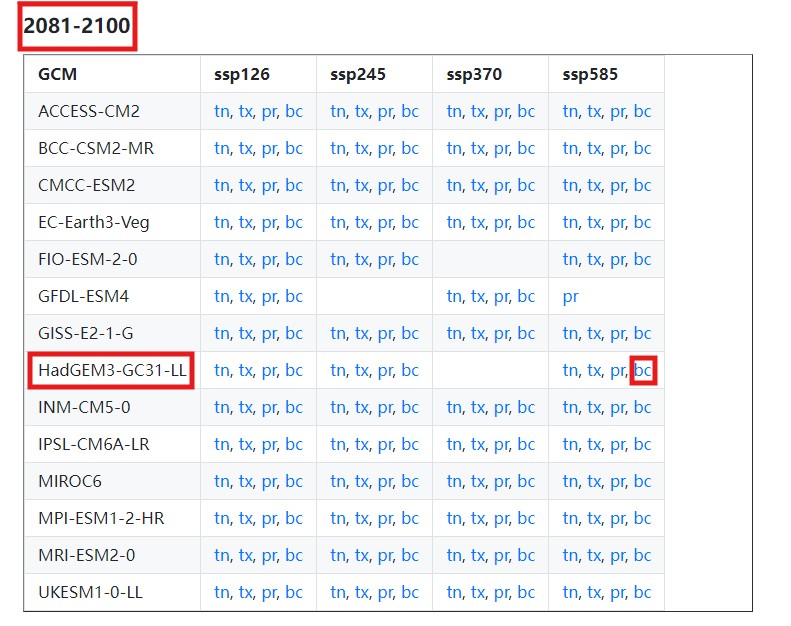 2081-2100
GCM ssp126 ssp245 ssp370 ssp585
ACCESS-CM2 tn, tx, pr, bc tn, tx, pr, bc tn, tx, pr, bc tn, tx, pr, bc
BCC-CSM2-MR tn, tx, pr, bc tn, tx, pr, bc tn, tx, pr, bc tn, tx, pr, bc
CMCC-ESM2 tn, tx, pr, bc tn, tx, pr, bc tn, tx, pr, bc tn, tx, pr, bc
EC-Earth3-Veg tn, tx, pr, bc tn, tx, pr, bc tn, tx, pr, bc tn, tx, pr, bc
FIO-ESM-2-0 tn, tx, pr, bc tn, tx, pr, bc tn, tx, pr, bc
GFDL-ESM4 tn, tx, pr, bc tn, tx, pr, bc pr
GISS-E2-1-G tn, tx, pr, bc tn, tx, pr, bc tn, tx, pr, bc tn, tx, pr, bc
HadGEM3-GC31-LL tn, tx, pr, bc tn, tx, pr, bc tn, tx, pr, bc
INM-CM5-0 tn, tx, pr, bc tn, tx, pr, bc tn, tx, pr, bc tn, tx, pr, bc
IPSL-CM6A-LR tn, tx, pr, bc tn, tx, pr, bc tn, tx, pr, bc tn, tx, pr, bc
MIROC6 tn, tx, pr, bc tn, tx, pr, bc tn, tx, pr, bc tn, tx, pr, bc
MPI-ESM1-2-HR tn, tx, pr, bc tn, tx, pr, bc tn, tx, pr, bc tn, tx, pr, bc
MRI-ESM2-0 tn, tx, pr, bc tn, tx, pr, bc tn, tx, pr, bc tn, tx, pr, bc
UKESM1-0-LL tn, tx, pr, bc tn, tx, pr, bc tn, tx, pr, bc tn, tx, pr, bc